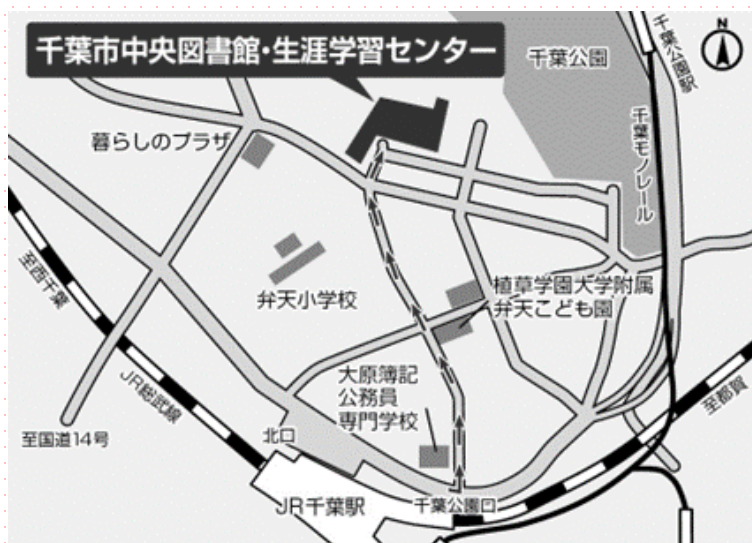 千葉市中央図書館・生涯学習センター
千葉公園
千葉公園駅
N
暮らしのプラザ
千葉モノレール
至西千葉
弁天小学校
植草学園大学附属
弁天こども園
大原簿記
公務員
専門学校
JR総武線
至都賀
至国道14号
北口
JR千葉駅
千葉公園口